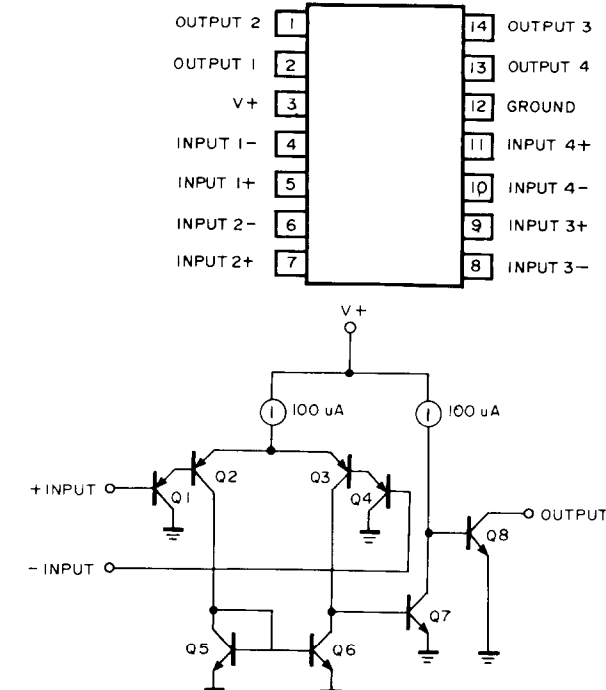 OUTPUT 2 1 14 OUTPUT 3
OUTPUT 1 2 13 OUTPUT 4
V+ 3 12 GROUND
INPUT 1- 4 11 INPUT 4+
INPUT 1+ 5 10 INPUT 4-
INPUT 2- 6 9 INPUT 3+
INPUT 2+ 7 8 INPUT 3-
V+
I 100 uA I 100 uA
Q2 Q3
+INPUT Q1 Q4 OUTPUT
Q8
-INPUT
Q7
Q5 Q6